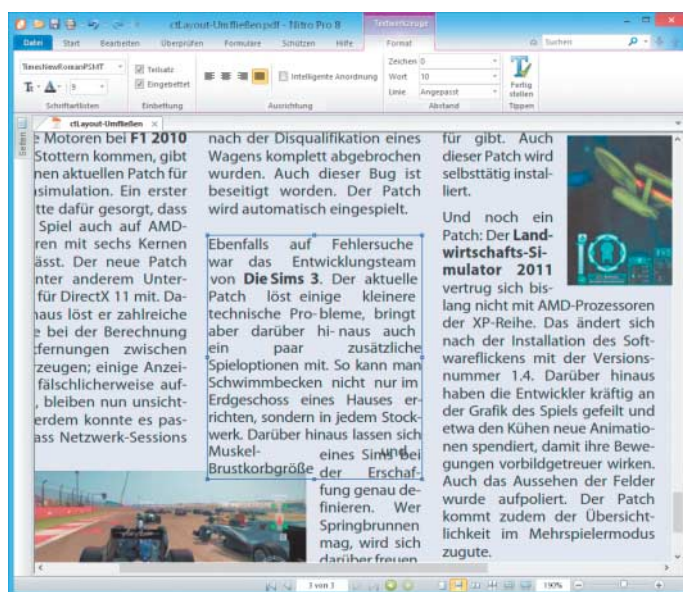 ctLayout-Umfließen.pdf - Nitro Pro 8
Textwerkzeuge
Datei Start Bearbeiten Überprüfen Formulare Schützen Hilfe Format
Suchen
TimesNewRomanPSMT
9
Schriftartlisten
Teilsatz
Eingebettet
Einbettung
Intelligente Anordnung
Ausrichtung
Zeichen 0
Wort 10
Linie Angepasst
Abstand
Fertig
stellen
Tippen
ctLayout-Umfließen
Seiten
e Motoren bei F1 2010
Stottern kommen, gibt
nen aktuellen Patch für
simulation. Ein erster
tte dafür gesorgt, dass
Spiel auch auf AMD-
ren mit sechs Kernen
ässt. Der neue Patch
nter anderem Unter-
für DirectX 11 mit. Da-
naus löst er zahlreiche
e bei der Berechnung
tfernungen zwischen
rzeugen; einige Anzei-
fälschlicherweise auf-
, bleiben nun unsicht-
erdem konnte es pas-
ass Netzwerk-Sessions
nach der Disqualifikation eines
Wagens komplett abgebrochen
wurden. Auch dieser Bug ist
beseitigt worden. Der Patch
wird automatisch eingespielt.
Ebenfalls auf Fehlersuche
war das Entwicklungsteam
von Die Sims 3. Der aktuelle
Patch löst einige kleinere
technische Pro-bleme, bringt
aber darüber hi-naus auch
ein paar zusätzliche
Spieloptionen mit. So kann man
Schwimmbecken nicht nur im
Erdgeschoss eines Hauses er-
richten, sondern in jedem Stock-
werk. Darüber hinaus lassen sich
Muskel- und
Brustkorbgröße
eines Sims bei
der Erschaf-
fung genau de-
finieren. Wer
Springbrunnen
mag, wird sich
darüber freuen
für gibt. Auch
dieser Patch wird
selbsttätig instal-
liert.
Und noch ein
Patch: Der Land-
wirtschafts-Si-
mulator 2011
vertrug sich bis-
lang nicht mit AMD-Prozessoren
der XP-Reihe. Das ändert sich
nach der Installation des Soft-
wareflickens mit der Versions-
nummer 1.4. Darüber hinaus
haben die Entwickler kräftig an
der Grafik des Spiels gefeilt und
etwa den Kühen neue Animatio-
nen spendiert, damit ihre Bewe-
gungen vorbildgetreuer wirken.
Auch das Aussehen der Felder
wurde aufpoliert. Der Patch
kommt zudem der Übersicht-
lichkeit im Mehrspielermodus
zugute.
3 von 3
190%